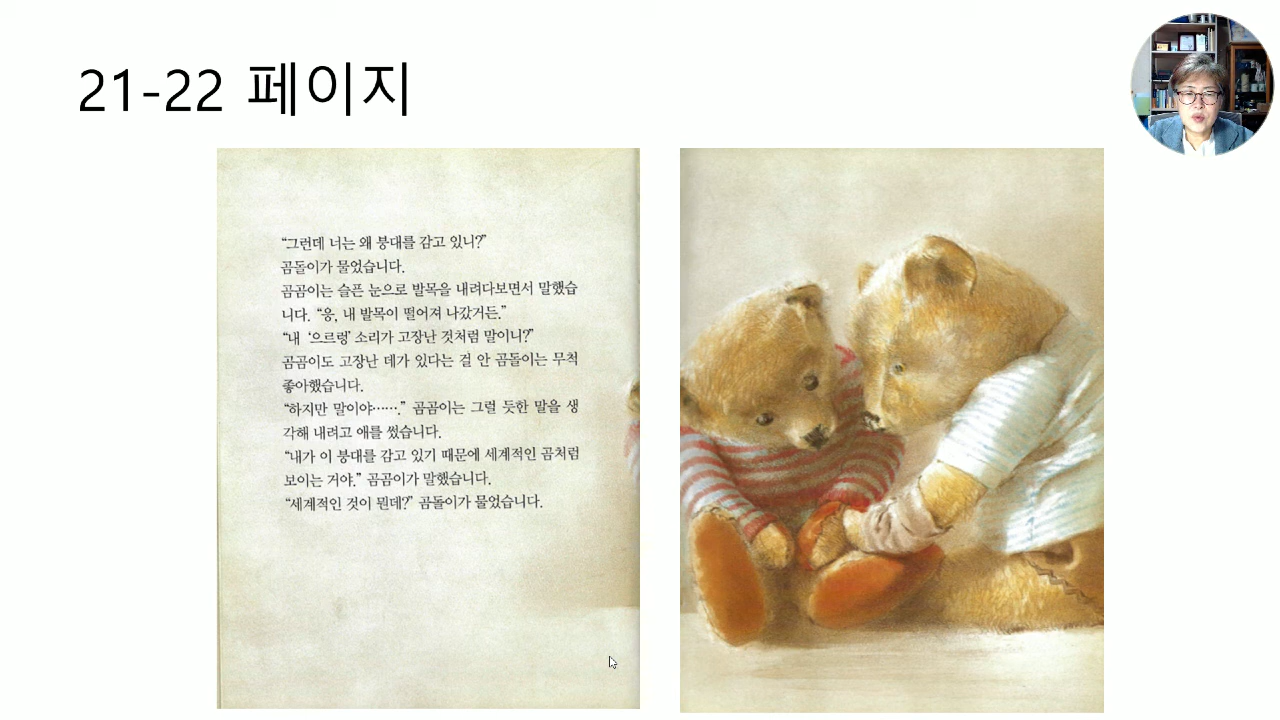 21-22 페이지
“그런데 너는 왜 붕대를 감고 있니?”
곰돌이가 물었습니다.
곰곰이는 슬픈 눈으로 발목을 내려다보면서 말했습
니다. “응, 내 발목이 떨어져 나갔거든.”
“내 ‘으르렁’ 소리가 고장난 것처럼 말이니?”
곰곰이도 고장난 데가 있다는 걸 안 곰돌이는 무척
좋아했습니다.
“하지만 말이야…….” 곰곰이는 그럴 듯한 말을 생
각해 내려고 애를 썼습니다.
“내가 이 붕대를 감고 있기 때문에 세계적인 곰처럼
보이는 거야.” 곰곰이가 말했습니다.
“세계적인 것이 뭔데?” 곰돌이가 물었습니다.